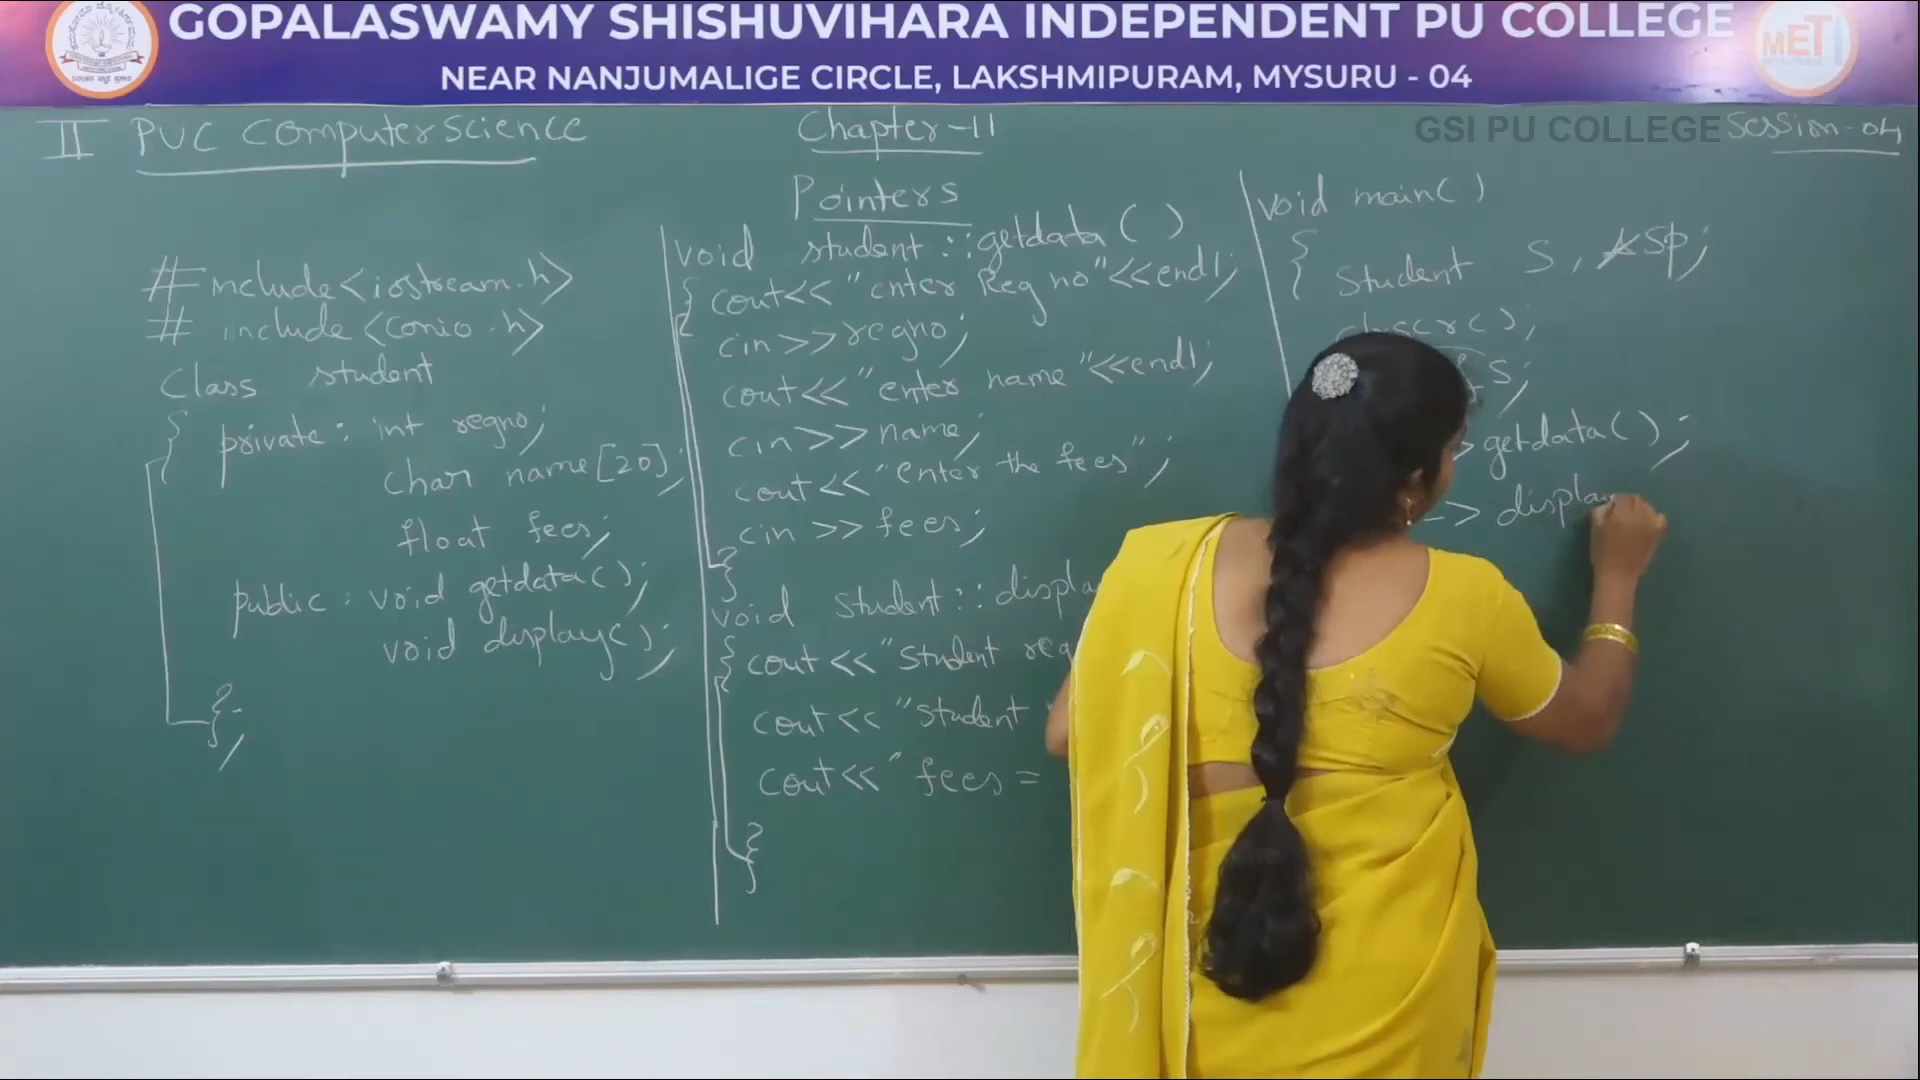 GOPALASWAMY SHISHUVIHARA INDEPENDENT PU COLLEGE
METI
NEAR NANJUMALIGE CIRCLE, LAKSHMIPURAM, MYSURU - 04
II PUC Computer Science
Chapter-11
GSI PU COLLEGE
Session-04
Pointers
#include<iostream.h>
# include<conio.h>
Class student
{ private: int regno;
char name[20];
float fees;
public: void getdata();
void display();
};
void student::getdata()
{ cout<<"enter Reg no"<<endl;
cin>>regno;
cout<<"enter name"<<endl;
cin>>name;
cout<<"enter the fees";
cin>>fees;
}
void student::displa
{ cout<<"Student reg
cout<<"Student
cout<<"fees =
}
void main()
{ Student S, *Sp;
clrscr();
&S;
> getdata();
-> display